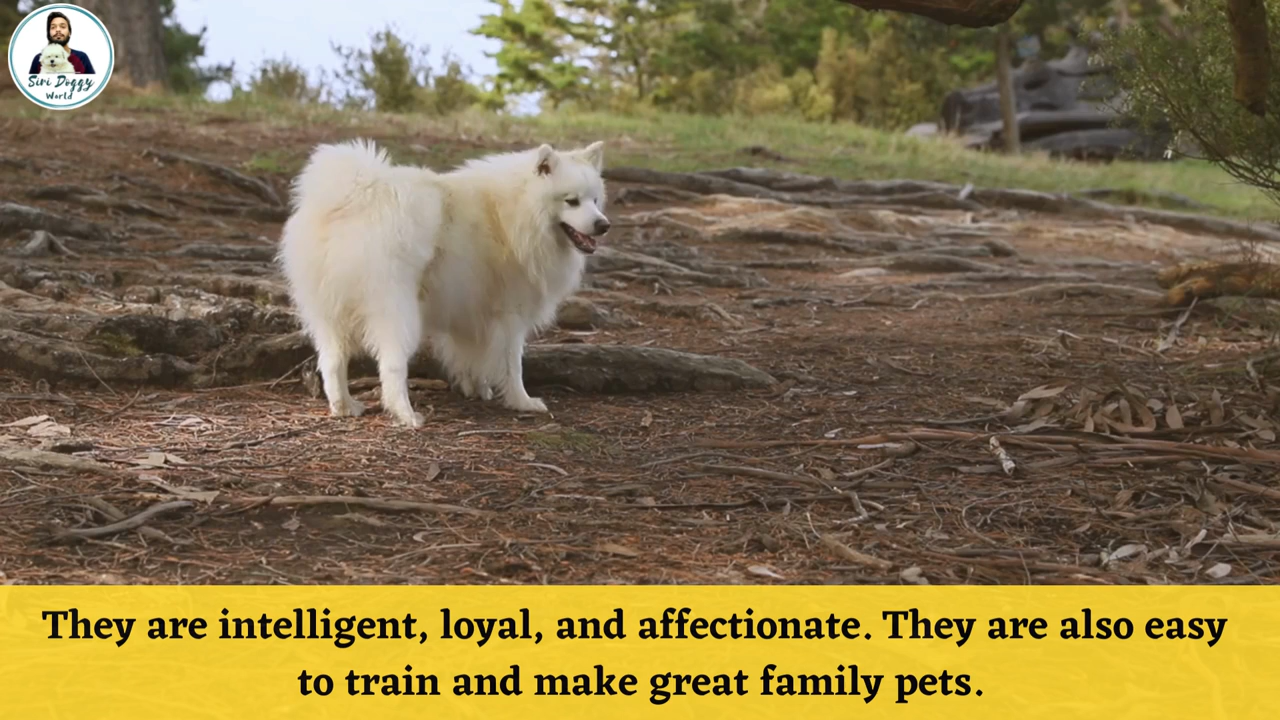 Siri Doggy
World
They are intelligent, loyal, and affectionate. They are also easy
to train and make great family pets.